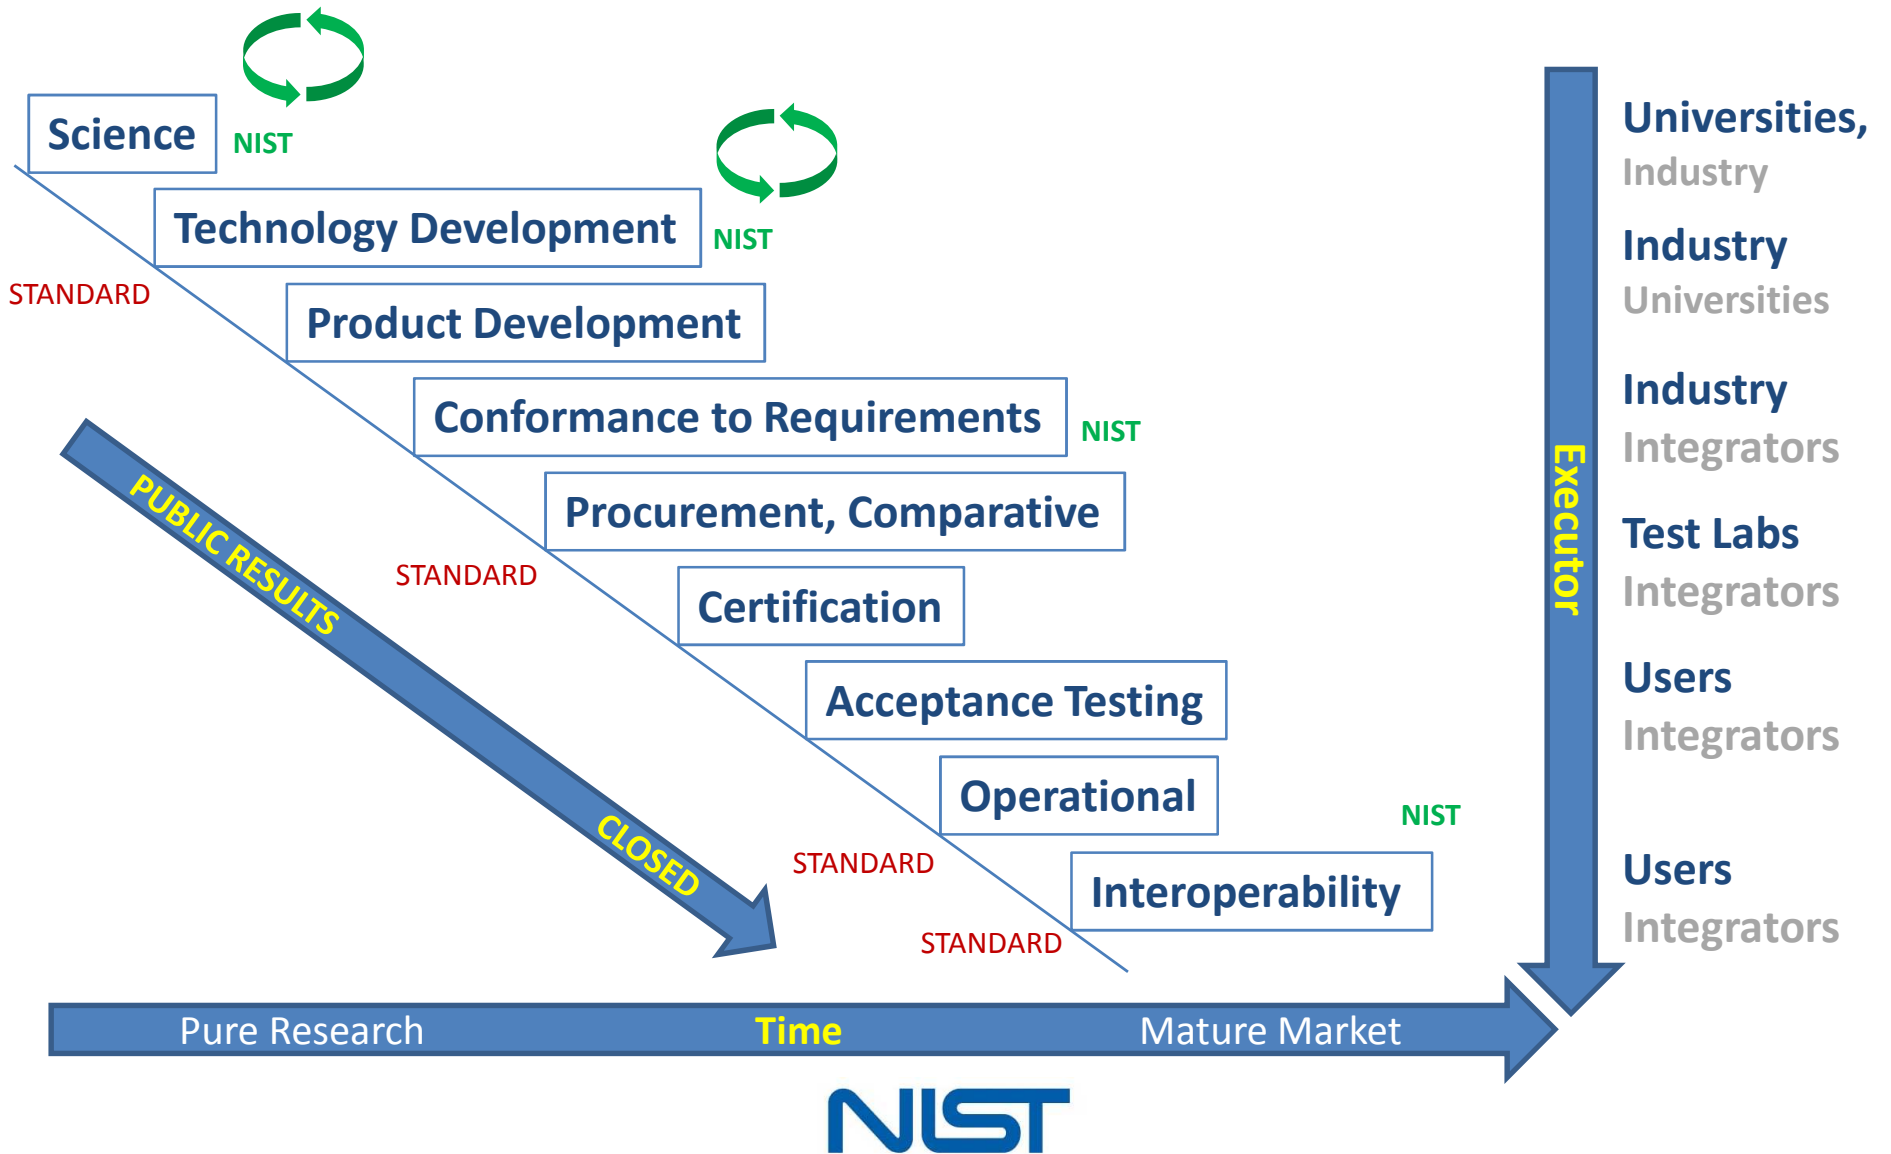 Science
NIST
Universities,
Industry
Technology Development
NIST
Industry
Universities
STANDARD
Product Development
Industry
Integrators
Conformance to Requirements
NIST
Executor
PUBLIC RESULTS
Procurement, Comparative
Test Labs
Integrators
STANDARD
Certification
Users
Integrators
Acceptance Testing
Operational
NIST
CLOSED
STANDARD
Interoperability
Users
Integrators
STANDARD
Pure Research
Time
Mature Market
NIST